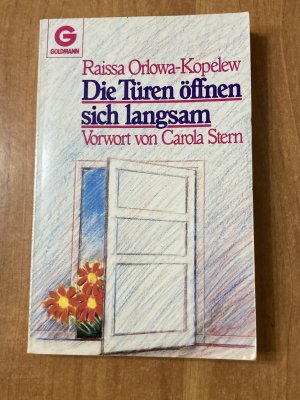 G
GOLDMANN
Raissa Orlowa-Kopelew
Die Türen öffnen
sich langsam
Vorwort von Carola Stern